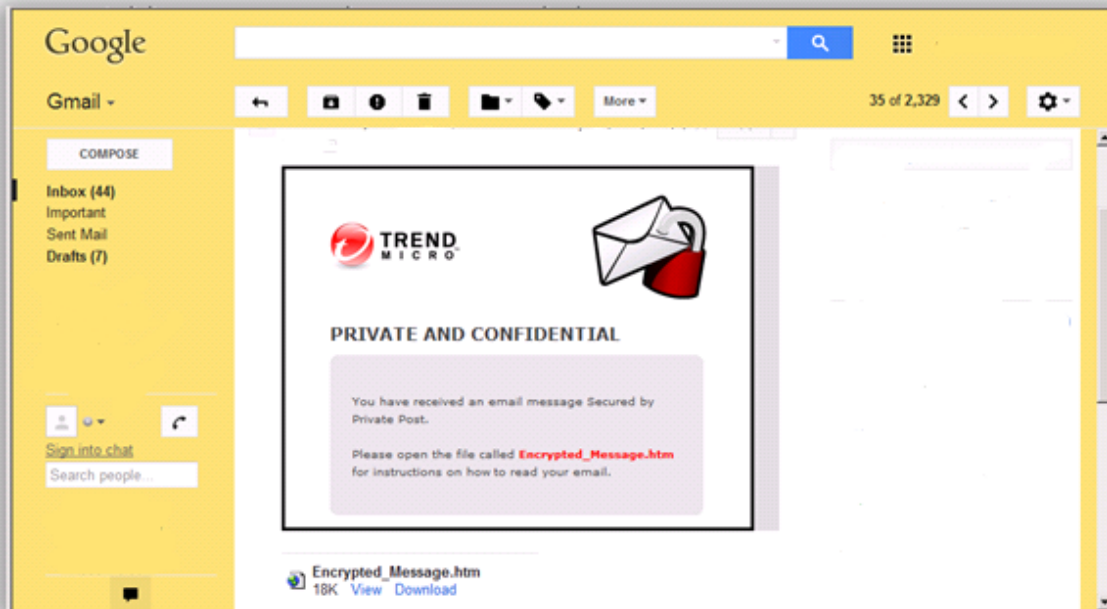 Google
Gmail
More
35 of 2,329
COMPOSE
Inbox (44)
Important
Sent Mail
Drafts (7)
Sign into chat
Search people...
TREND
MICRO
PRIVATE AND CONFIDENTIAL
You have received an email message Secured by
Private Post.
Please open the file called Encrypted_Message.htm
for instructions on how to read your email.
Encrypted_Message.htm
18K View Download